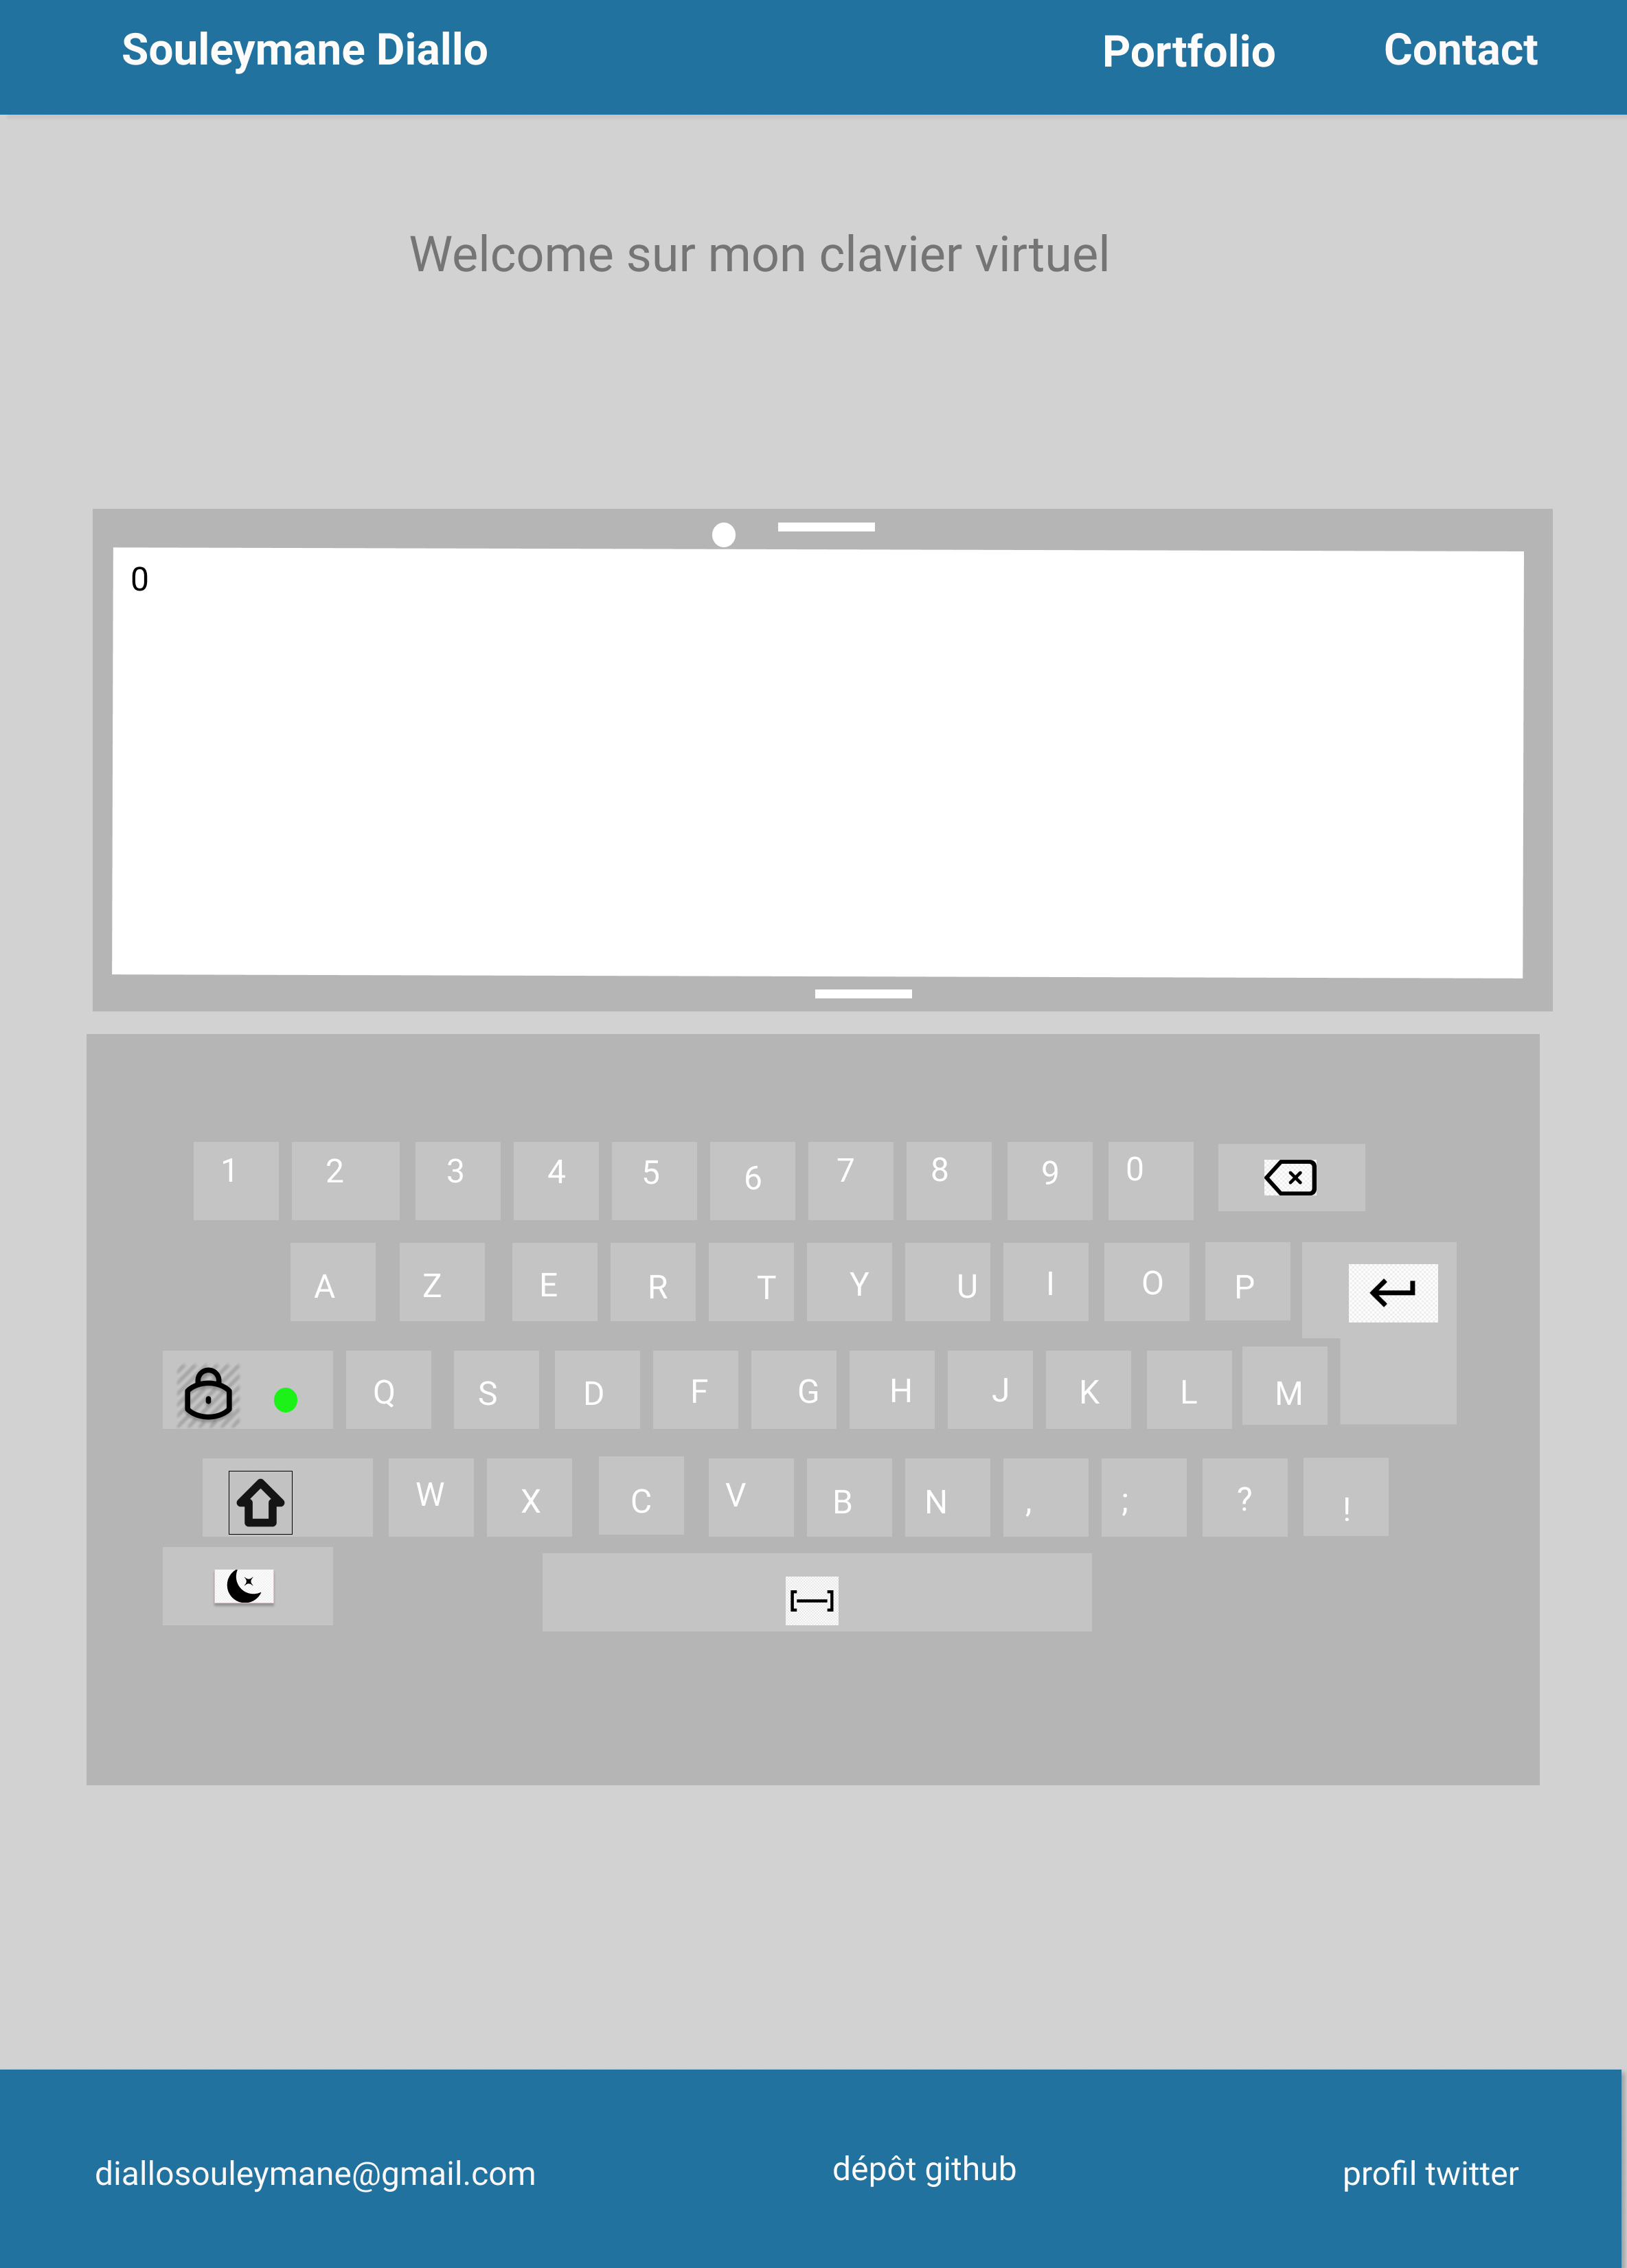 Souleymane Diallo Portfolio Contact
Welcome sur mon clavier virtuel
0
1 2 3 4 5 6 7 8 9 0
A Z E R T Y U I O P
Q S D F G H J K L M
W X C V B N , ; ? !
diallosouleymane@gmail.com dépôt github profil twitter